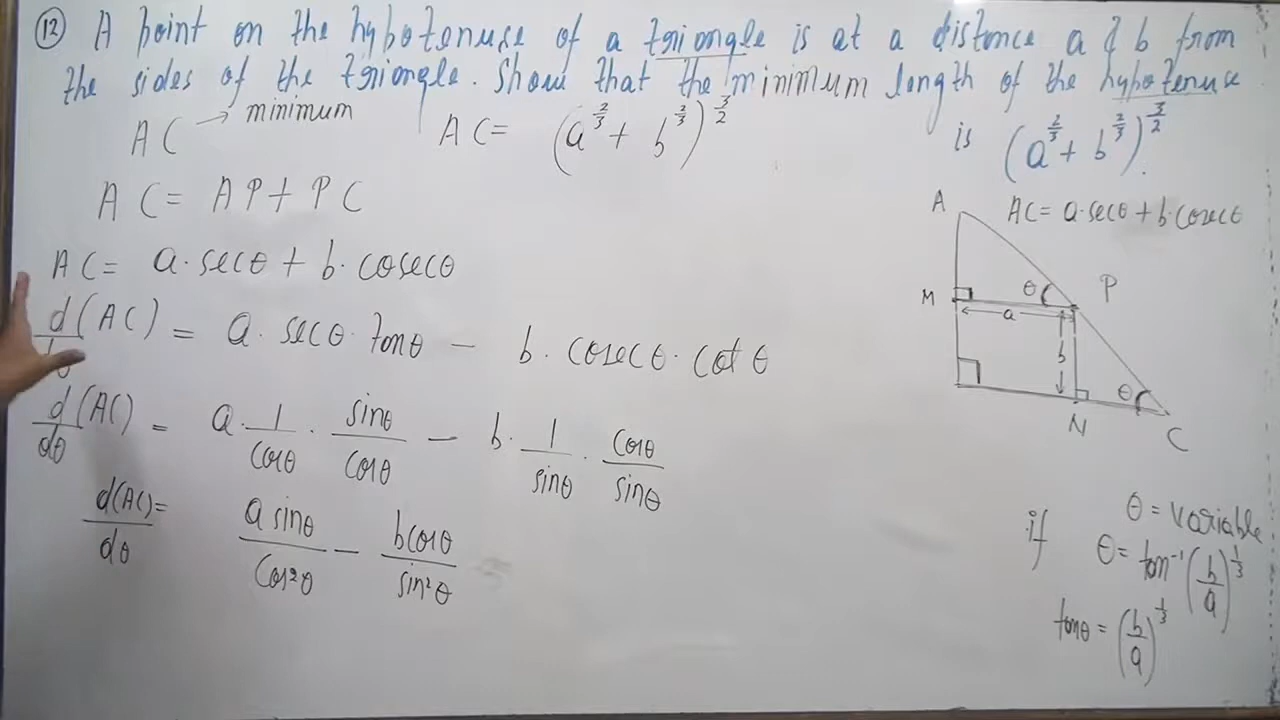 12 A point on the hypotenuse of a triangle is at a distance a & b from
the sides of the triangle. Show that the minimum length of the hypotenuse
is (a^{2/3} + b^{2/3})^{3/2}
AC → minimum
AC = (a^{2/3} + b^{2/3})^{3/2}
AC = AP + PC
AC = a·secθ + b·cosecθ
d(AC) = a·secθ·tanθ − b·cosecθ·cotθ
d(AC)/dθ = a·1/cosθ·sinθ/cosθ − b·1/sinθ·cosθ/sinθ
d(AC)/dθ = a sinθ/cos²θ − b cosθ/sin²θ
AC = a·secθ + b·cosecθ
A
M
θ
P
a
b
θ
N
C
θ = variable
if θ = tan⁻¹(b/a)^{1/3}
tanθ = (b/a)^{1/3}